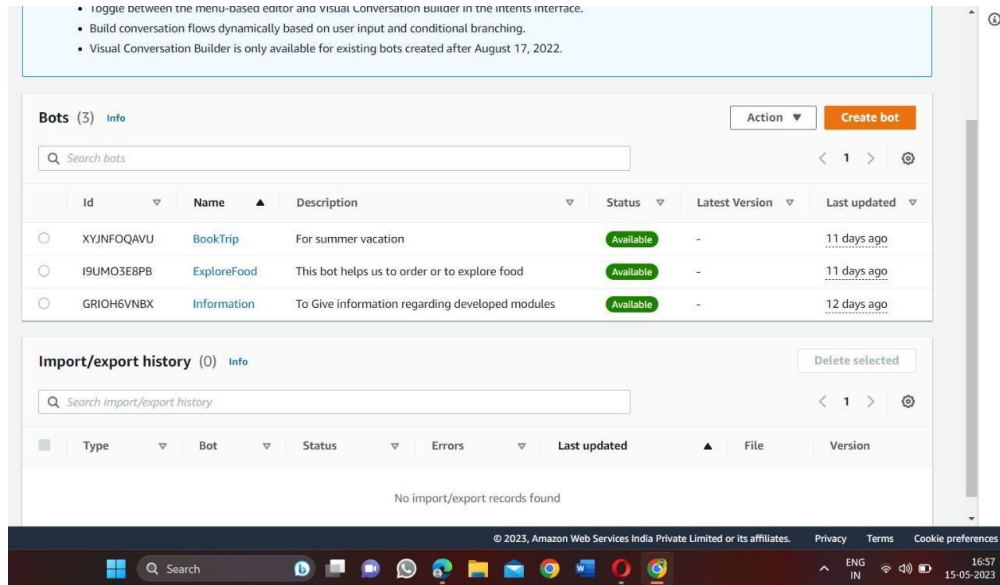 Toggle between the menu-based editor and Visual Conversation Builder in the Intents interface.
Build conversation flows dynamically based on user input and conditional branching.
Visual Conversation Builder is only available for existing bots created after August 17, 2022.
Bots (3) Info
Action
Create bot
Search bots
1
Id Name Description Status Latest Version Last updated
XYJNFOQAVU BookTrip For summer vacation Available - 11 days ago
I9UMO3E8PB ExploreFood This bot helps us to order or to explore food Available - 11 days ago
GRIOH6VNBX Information To Give information regarding developed modules Available - 12 days ago
Import/export history (0) Info
Delete selected
Search import/export history
1
Type Bot Status Errors Last updated File Version
No import/export records found
© 2023, Amazon Web Services India Private Limited or its affiliates. Privacy Terms Cookie preferences
Search
ENG
IN
16:57
15-05-2023